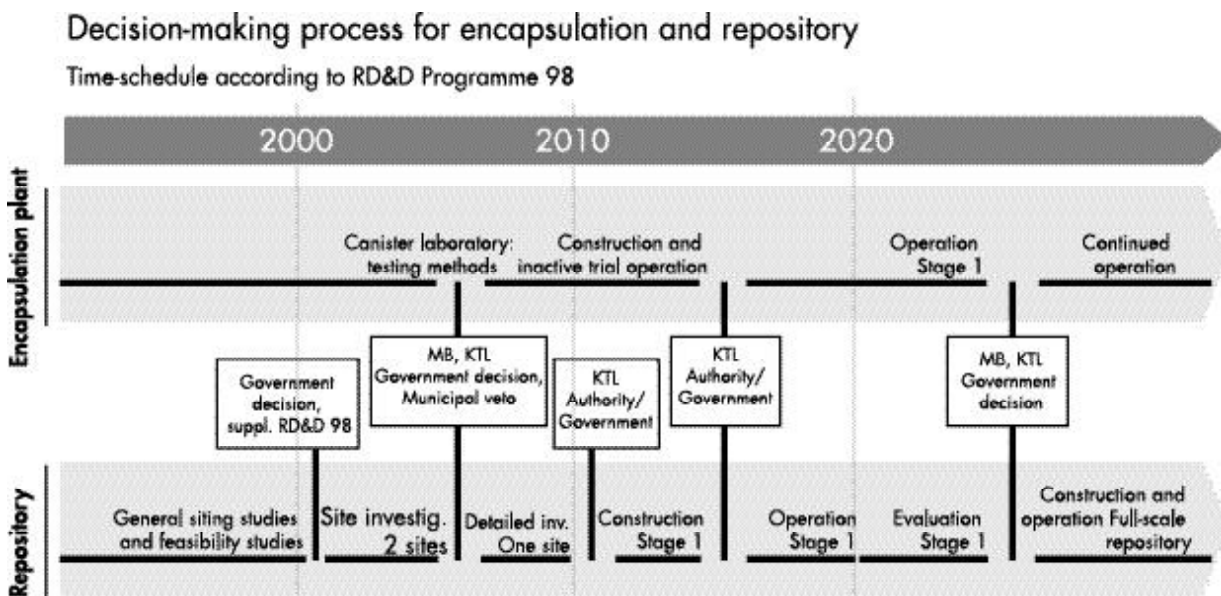 Decision-making process for encapsulation and repository
Time-schedule according to RD&D Programme 98
2000
2010
2020
Encapsulation plant
Canister laboratory:
testing methods
Construction and
inactive trial operation
Operation
Stage 1
Continued
operation
Government
decision,
suppl. RD&D 98
MB, KTL
Government decision,
Municipal veto
KTL
Authority/
Government
KTL
Authority/
Government
MB, KTL
Government
decision
Repository
General siting studies
and feasibility studies
Site investig.
2 sites
Detailed inv.
One site
Construction
Stage 1
Operation
Stage 1
Evaluation
Stage 1
Construction and
operation Full-scale
repository